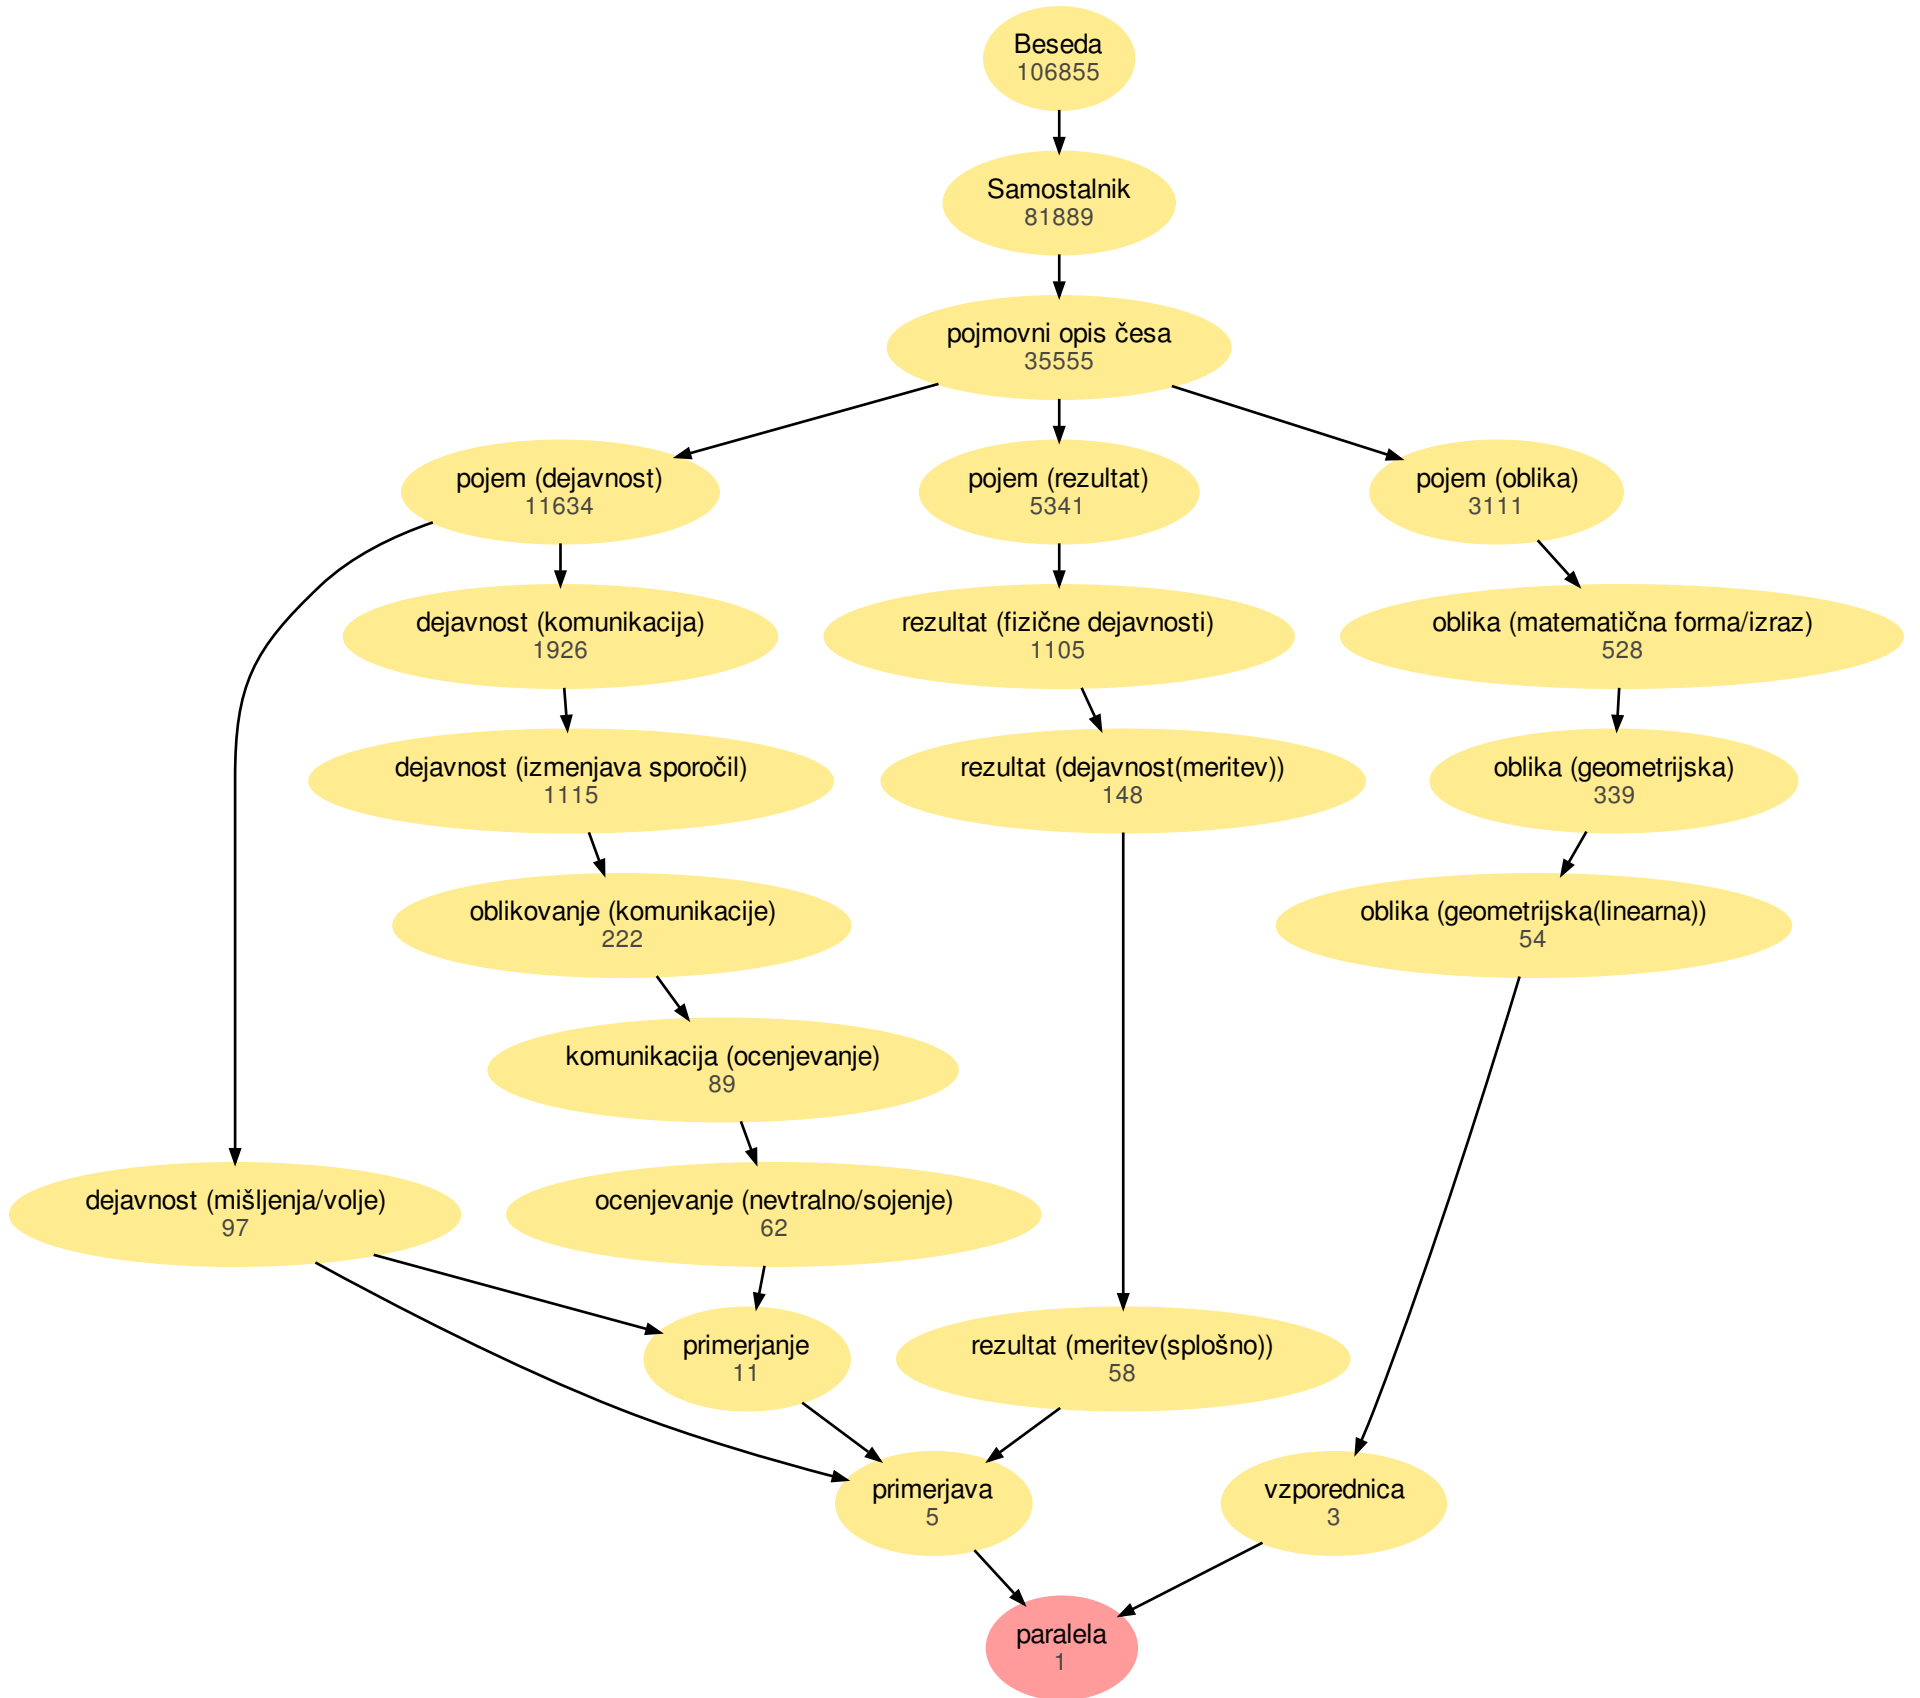 Beseda
106855
Samostalnik
81889
pojmovni opis česa
35555
pojem (dejavnost)
11634
pojem (rezultat)
5341
pojem (oblika)
3111
dejavnost (komunikacija)
1926
rezultat (fizične dejavnosti)
1105
oblika (matematična forma/izraz)
528
dejavnost (izmenjava sporočil)
1115
rezultat (dejavnost(meritev))
148
oblika (geometrijska)
339
oblikovanje (komunikacije)
222
oblika (geometrijska(linearna))
54
komunikacija (ocenjevanje)
89
dejavnost (mišljenja/volje)
97
ocenjevanje (nevtralno/sojenje)
62
primerjanje
11
rezultat (meritev(splošno))
58
primerjava
5
vzporednica
3
paralela
1